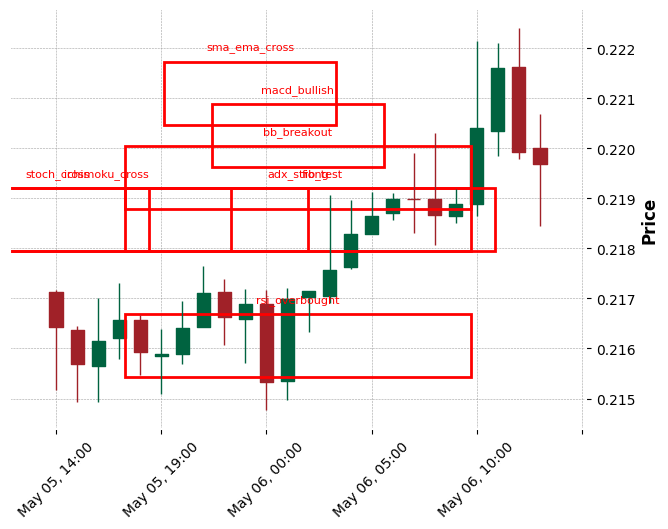 sma_ema_cross
macd_bullish
bb_breakout
stoch_cross
ichimoku_cross
adx_strong
fib_test
rsi_overbought
0.222
0.221
0.220
0.219
0.218
0.217
0.216
0.215
Price
May 05, 14:00
May 05, 19:00
May 06, 00:00
May 06, 05:00
May 06, 10:00